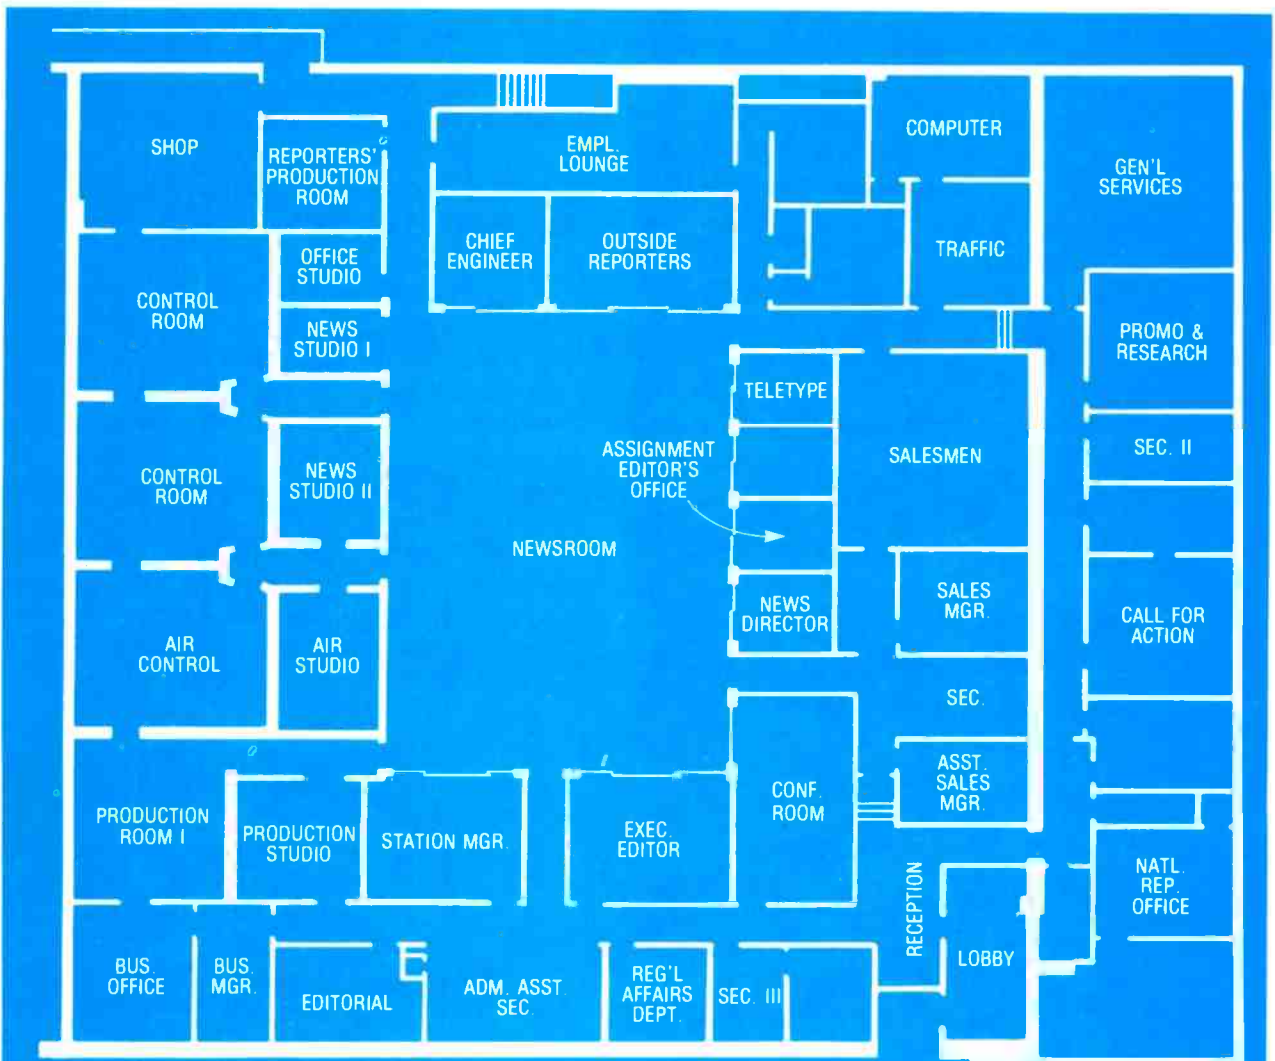 SHOP
REPORTERS'
PRODUCTION
ROOM
EMPL.
LOUNGE
COMPUTER
GEN'L
SERVICES
CHIEF
ENGINEER
OUTSIDE
REPORTERS
TRAFFIC
OFFICE
STUDIO
CONTROL
ROOM
NEWS
STUDIO I
PROMO &
RESEARCH
TELETYPE
ASSIGNMENT
EDITOR'S
OFFICE
SALESMEN
SEC. II
CONTROL
ROOM
NEWS
STUDIO II
NEWSROOM
NEWS
DIRECTOR
SALES
MGR.
CALL FOR
ACTION
AIR
CONTROL
AIR
STUDIO
SEC.
ASST.
SALES
MGR.
CONF.
ROOM
PRODUCTION
ROOM I
PRODUCTION
STUDIO
STATION MGR.
EXEC.
EDITOR
NATL.
REP.
OFFICE
RECEPTION
LOBBY
BUS.
OFFICE
BUS.
MGR.
EDITORIAL
ADM. ASST.
SEC.
REG'L
AFFAIRS
DEPT.
SEC. III